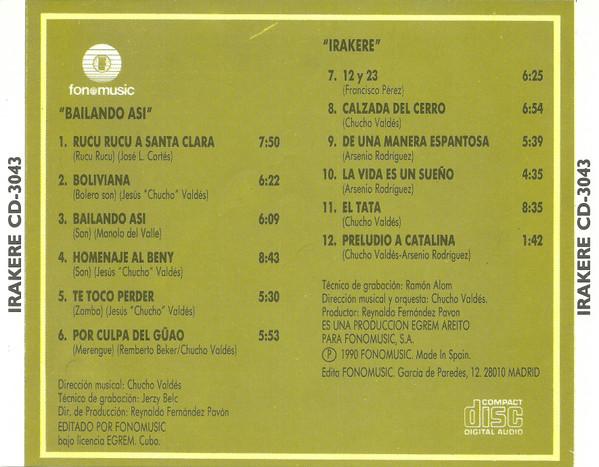 IRAKERE CD-3043
fonomusic
"BAILANDO ASI"
1. RUCU RUCU A SANTA CLARA 7:50
(Rucu Rucu) (José L. Cortés)
2. BOLIVIANA 6:22
(Bolero son) (Jesús "Chucho" Valdés)
3. BAILANDO ASI 6:09
(Son) (Manolo del Valle)
4. HOMENAJE AL BENY 8:43
(Son) (Jesús "Chucho" Valdés)
5. TE TOCO PERDER 5:30
(Zamba) (Jesús "Chucho" Valdés)
6. POR CULPA DEL GÛAO 5:53
(Merengue) (Remberto Beker/Chucho Valdés)
Dirección musical: Chucho Valdés
Técnico de grabación: Jerzy Belc
Dir. de Producción: Reynaldo Fernández Pavón
EDITADO POR FONOMUSIC
bajo licencia EGREM. Cuba.
"IRAKERE"
7. 12 y 23 6:25
(Francisco Pérez)
8. CALZADA DEL CERRO 6:54
(Chucho Valdés)
9. DE UNA MANERA ESPANTOSA 5:39
(Arsenio Rodríguez)
10. LA VIDA ES UN SUEÑO 4:35
(Arsenio Rodríguez)
11. EL TATA 8:35
(Chucho Valdés)
12. PRELUDIO A CATALINA 1:42
(Chucho Valdés-Arsenio Rodríguez)
Técnico de grabación: Ramón Alom
Dirección musical y orquesta: Chucho Valdés.
Productor: Reynaldo Fernández Pavon
ES UNA PRODUCCION EGREM AREITO
PARA FONOMUSIC, S.A.
℗ 1990 FONOMUSIC. Made In Spain.
Edita FONOMUSIC. García de Paredes, 12. 28010 MADRID
COMPACT
disc
DIGITAL AUDIO
IRAKERE CD-3043